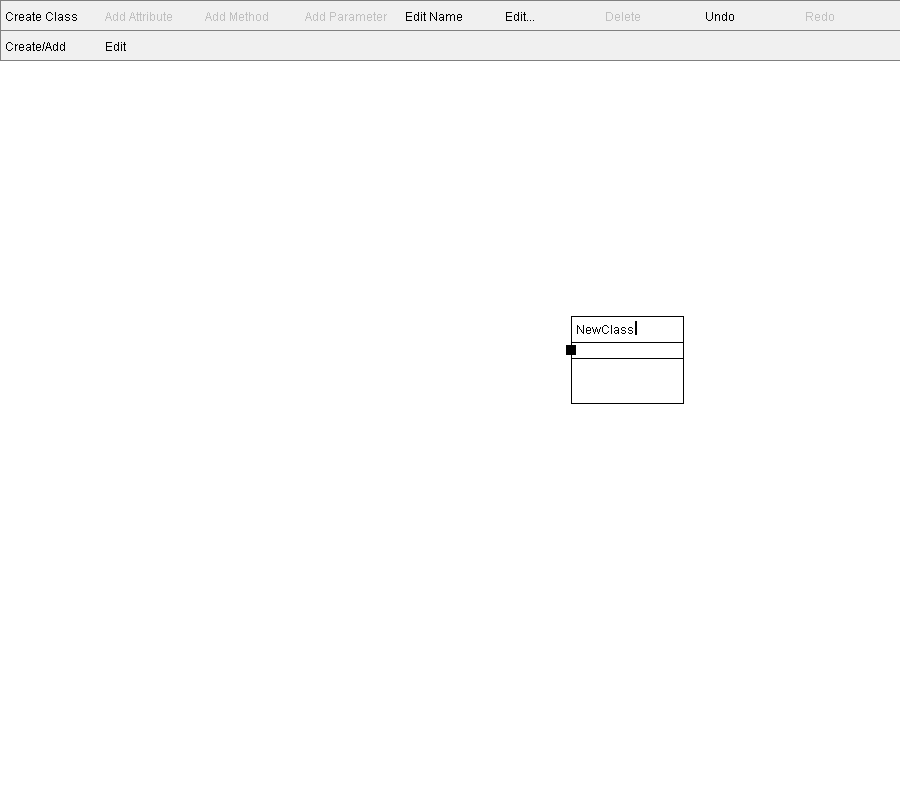 Create Class Add Attribute Add Method Add Parameter Edit Name Edit... Delete Undo Redo
Create/Add Edit
NewClass